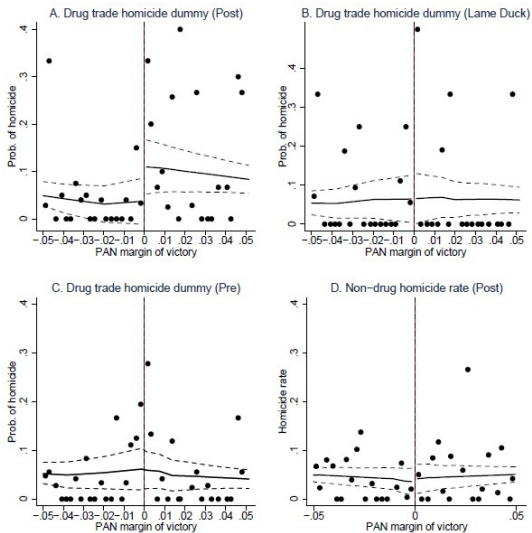 A. Drug trade homicide dummy (Post)
Prob. of homicide
.4
.3
.2
.1
0
-.05 -.04 -.03 -.02 -.01 0 .01 .02 .03 .04 .05
PAN margin of victory
B. Drug trade homicide dummy (Lame Duck)
Prob. of homicide
.4
.3
.2
.1
0
-.05 -.04 -.03 -.02 -.01 0 .01 .02 .03 .04 .05
PAN margin of victory
C. Drug trade homicide dummy (Pre)
Prob. of homicide
.4
.3
.2
.1
0
-.05 -.04 -.03 -.02 -.01 0 .01 .02 .03 .04 .05
PAN margin of victory
D. Non-drug homicide rate (Post)
Homicide rate
.4
.3
.2
.1
0
-.05 0 .05
PAN margin of victory